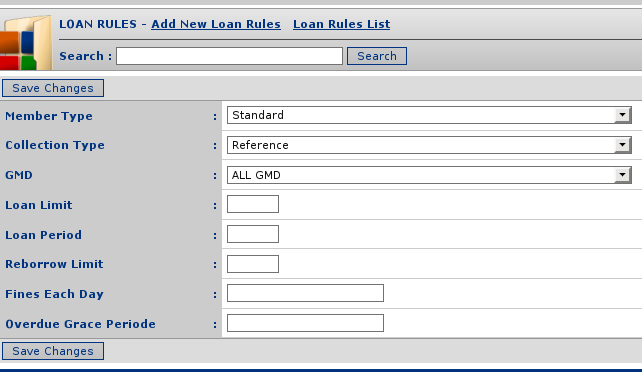 LOAN RULES - Add New Loan Rules Loan Rules List
Search : Search
Save Changes
Member Type : Standard
Collection Type : Reference
GMD : ALL GMD
Loan Limit :
Loan Period :
Reborrow Limit :
Fines Each Day :
Overdue Grace Periode :
Save Changes